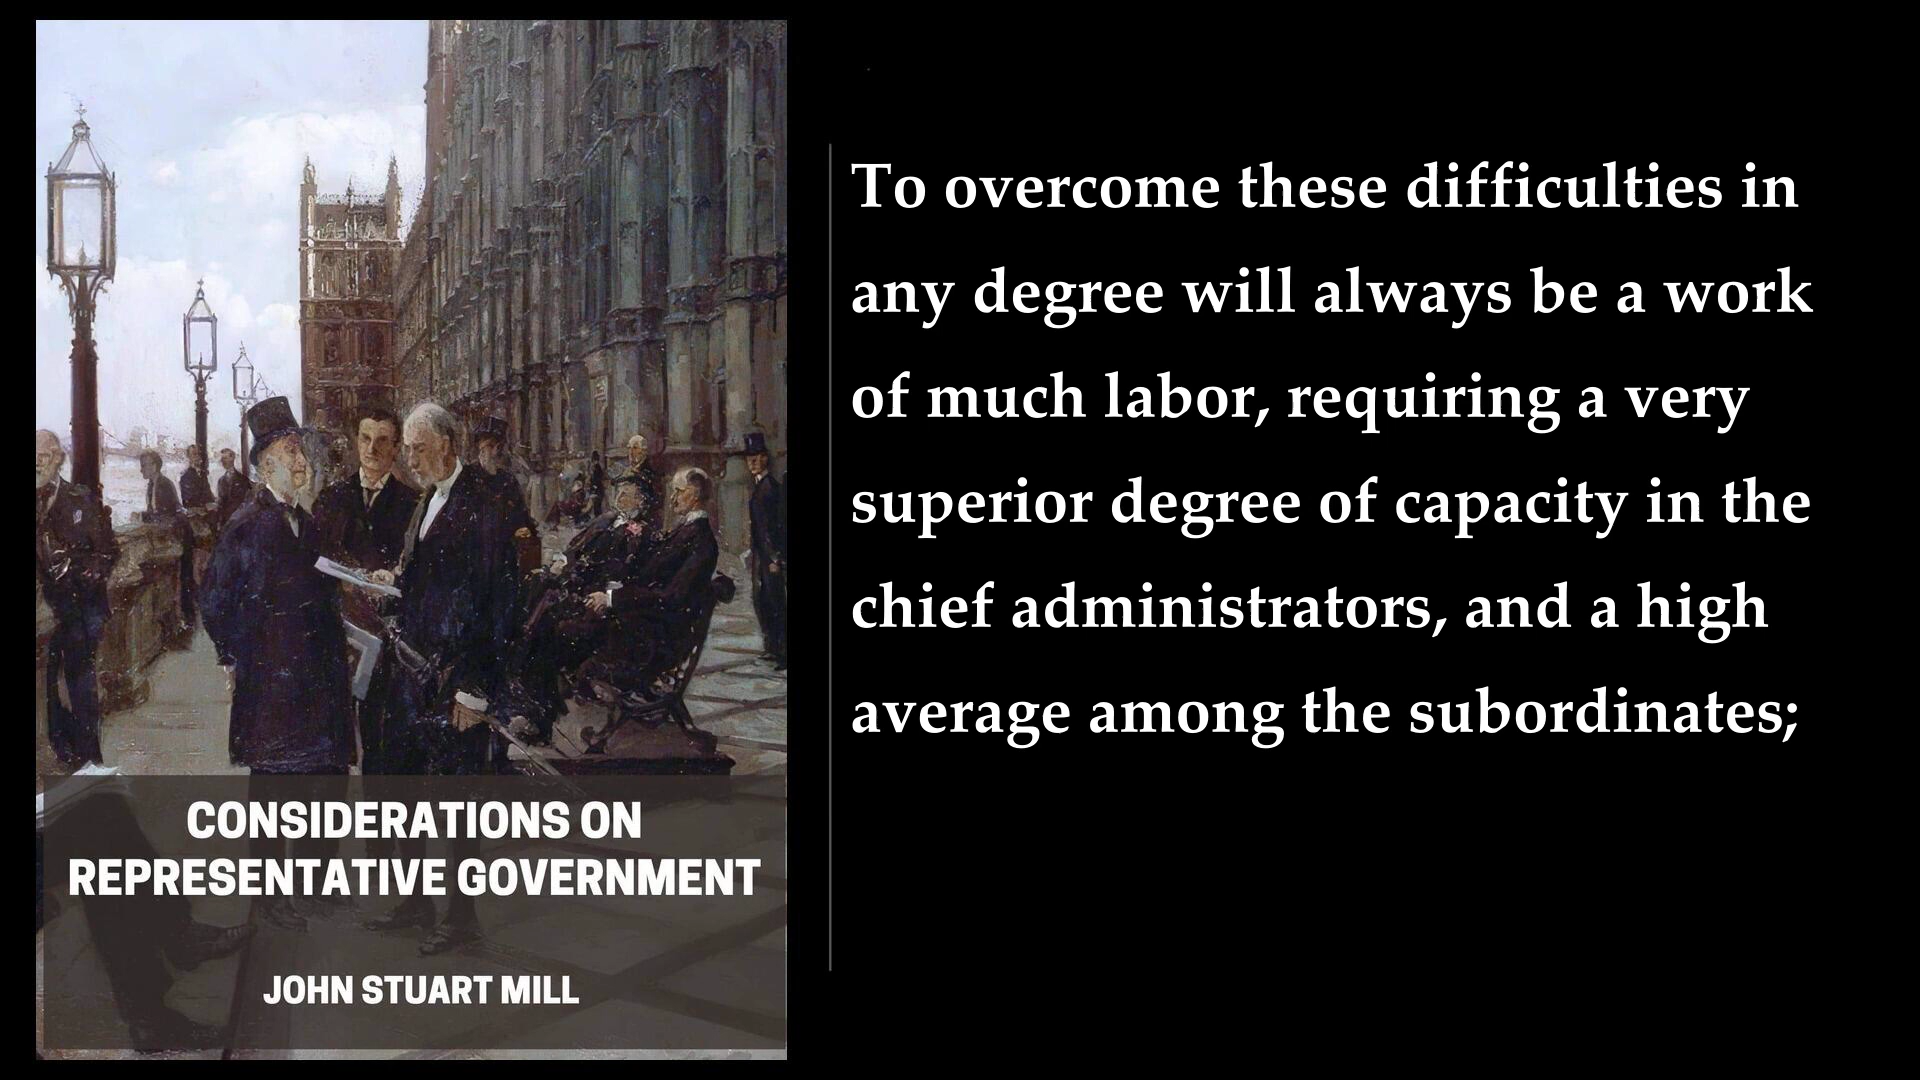 CONSIDERATIONS ON
REPRESENTATIVE GOVERNMENT
JOHN STUART MILL
To overcome these difficulties in
any degree will always be a work
of much labor, requiring a very
superior degree of capacity in the
chief administrators, and a high
average among the subordinates;